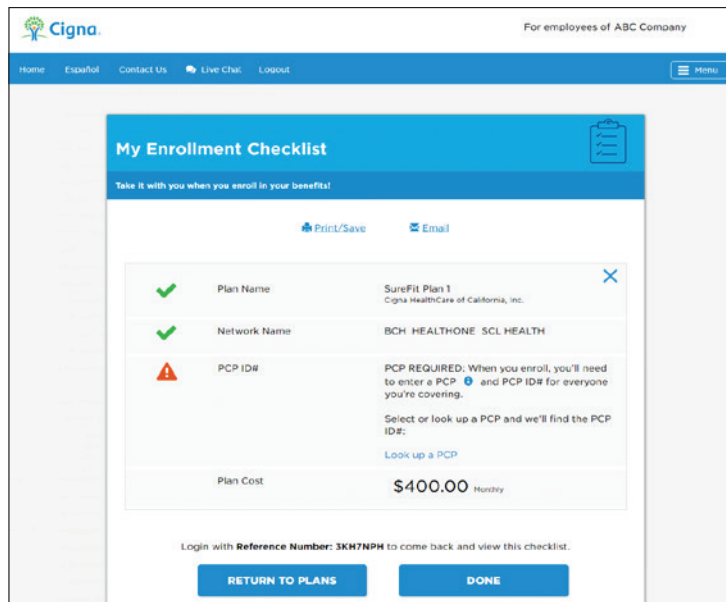 Cigna.
For employees of ABC Company
Home Español Contact Us Live Chat Logout Menu
My Enrollment Checklist
Take it with you when you enroll in your benefits!
Print/Save Email
Plan Name SureFit Plan 1
Cigna HealthCare of California, Inc.
Network Name BCH HEALTHONE SCL HEALTH
PCP ID# PCP REQUIRED: When you enroll, you'll need
to enter a PCP and PCP ID# for everyone
you're covering.
Select or look up a PCP and we'll find the PCP
ID#:
Look up a PCP
Plan Cost $400.00 Monthly
Login with Reference Number: 3KH7NPH to come back and view this checklist.
RETURN TO PLANS DONE